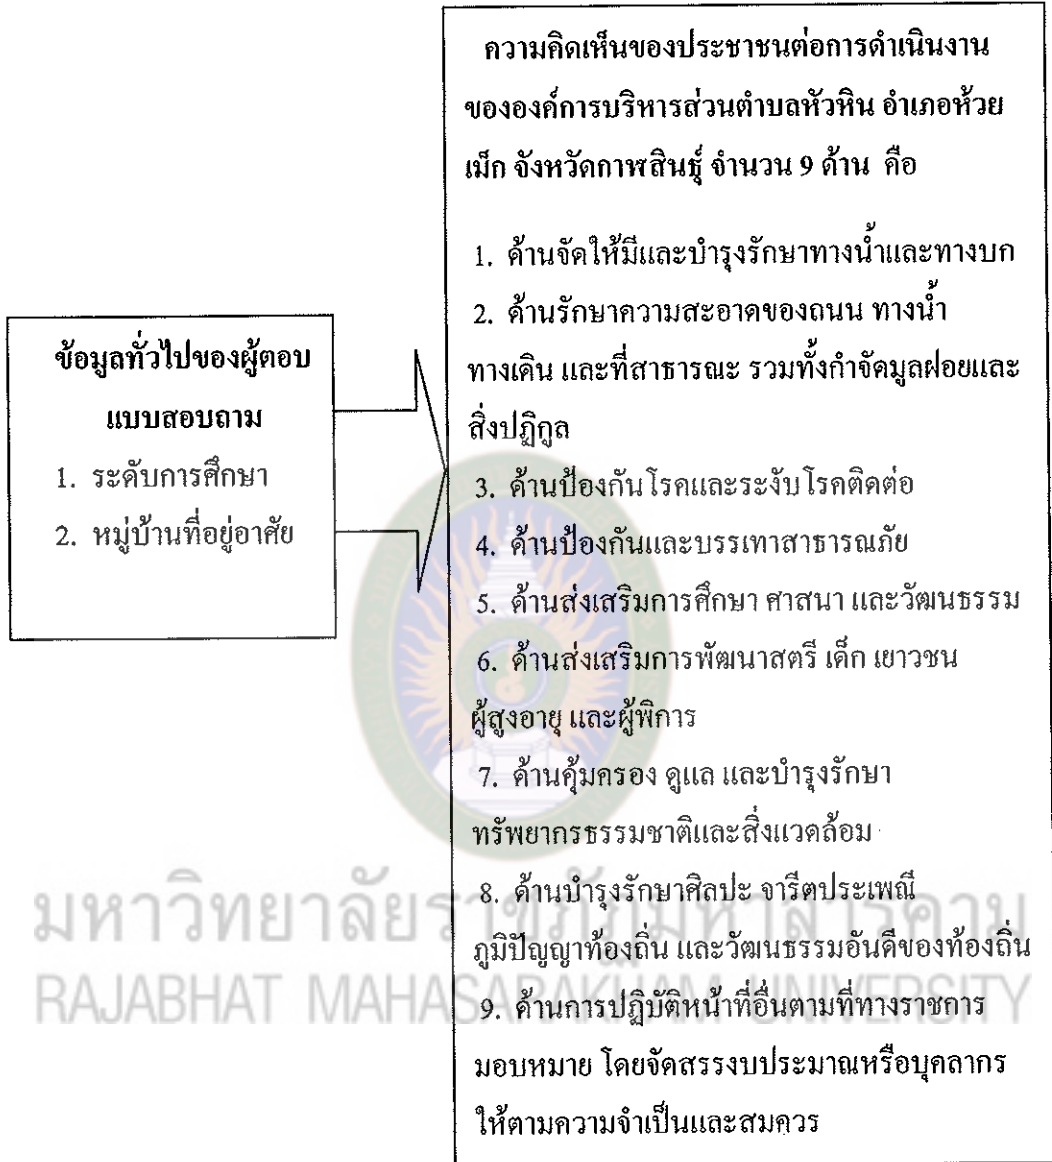 ข้อมูลทั่วไปของผู้ตอบ
แบบสอบถาม
1. ระดับการศึกษา
2. หมู่บ้านที่อยู่อาศัย
ความคิดเห็นของประชาชนต่อการดำเนินงาน
ขององค์การบริหารส่วนตำบลหัวหิน อำเภอห้วย
เม็ก จังหวัดกาฬสินธุ์ จำนวน 9 ด้าน คือ
1. ด้านจัดให้มีและบำรุงรักษาทางน้ำและทางบก
2. ด้านรักษาความสะอาดของถนน ทางน้ำ
ทางเดิน และที่สาธารณะ รวมทั้งกำจัดมูลฝอยและ
สิ่งปฏิกูล
3. ด้านป้องกันโรคและระงับโรคติดต่อ
4. ด้านป้องกันและบรรเทาสาธารณภัย
5. ด้านส่งเสริมการศึกษา ศาสนา และวัฒนธรรม
6. ด้านส่งเสริมการพัฒนาสตรี เด็ก เยาวชน
ผู้สูงอายุ และผู้พิการ
7. ด้านคุ้มครอง ดูแล และบำรุงรักษา
ทรัพยากรธรรมชาติและสิ่งแวดล้อม
8. ด้านบำรุงรักษาศิลปะ จารีตประเพณี
ภูมิปัญญาท้องถิ่น และวัฒนธรรมอันดีของท้องถิ่น
9. ด้านการปฏิบัติหน้าที่อื่นตามที่ทางราชการ
มอบหมาย โดยจัดสรรงบประมาณหรือบุคลากร
ให้ตามความจำเป็นและสมควร
มหาวิทยาลัยราชภัฏมหาสารคาม
RAJABHAT MAHASARAKHAM UNIVERSITY